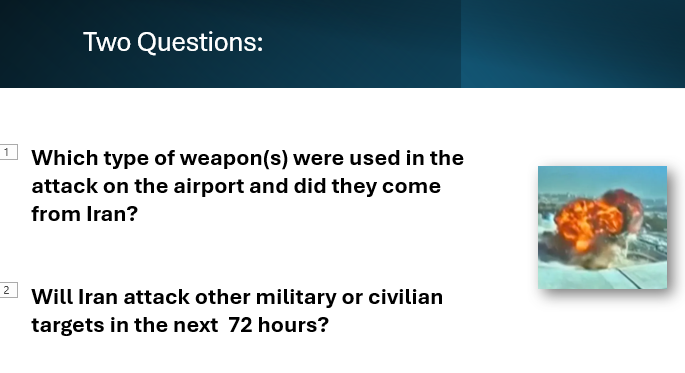 Two Questions:
1
Which type of weapon(s) were used in the
attack on the airport and did they come
from Iran?
2
Will Iran attack other military or civilian
targets in the next  72 hours?